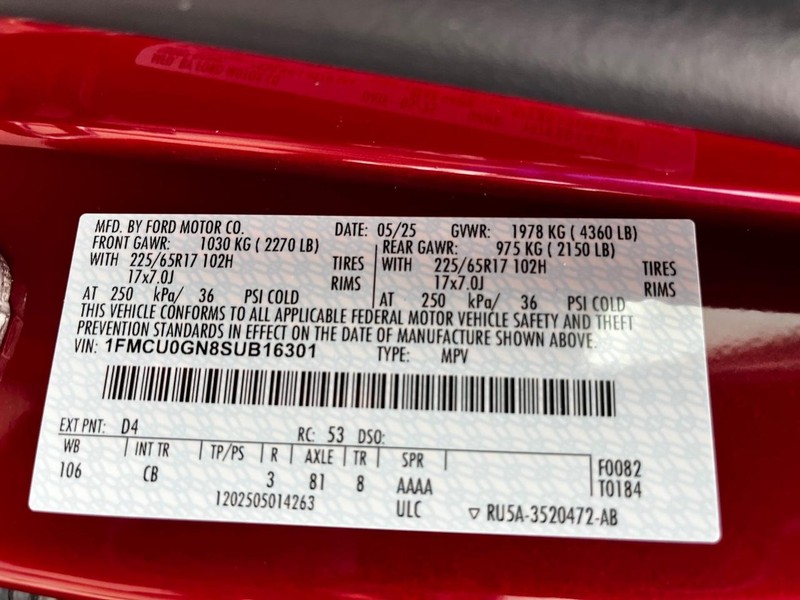 MFD. BY FORD MOTOR CO. DATE: 05/25 GVWR: 1978 KG ( 4360 LB)
FRONT GAWR: 1030 KG ( 2270 LB) REAR GAWR: 975 KG ( 2150 LB)
WITH 225/65R17 102H TIRES WITH 225/65R17 102H TIRES
17x7.0J RIMS 17x7.0J RIMS
AT 250 kPa/ 36 PSI COLD AT 250 kPa/ 36 PSI COLD
THIS VEHICLE CONFORMS TO ALL APPLICABLE FEDERAL MOTOR VEHICLE SAFETY AND THEFT
PREVENTION STANDARDS IN EFFECT ON THE DATE OF MANUFACTURE SHOWN ABOVE.
VIN: 1FMCU0GN8SUB16301 TYPE: MPV
EXT PNT: D4 RC: 53 DSO:
WB INT TR TP/PS R AXLE TR SPR F0082
106 CB 3 81 8 AAAA T0184
1202505014263 ULC ▽ RU5A-3520472-AB